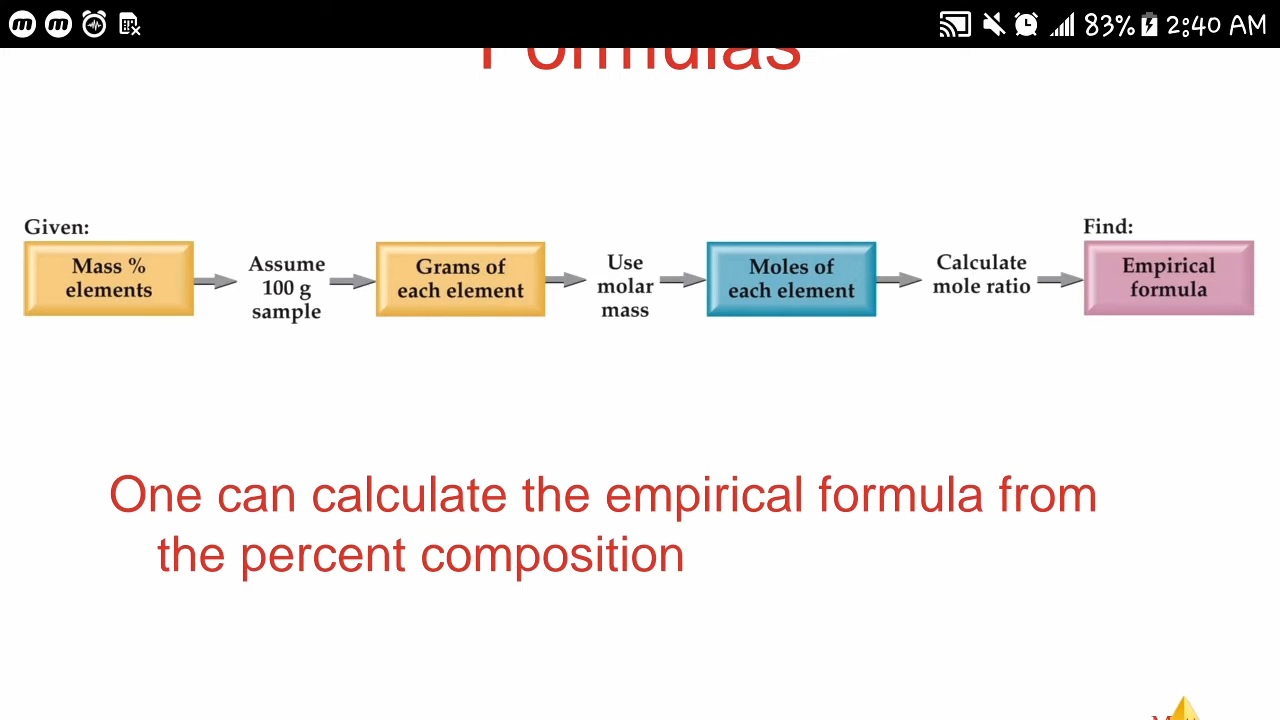 83% 2:40 AM
Formulas
Given:
Mass %
elements
Assume
100 g
sample
Grams of
each element
Use
molar
mass
Moles of
each element
Calculate
mole ratio
Find:
Empirical
formula
One can calculate the empirical formula from
the percent composition